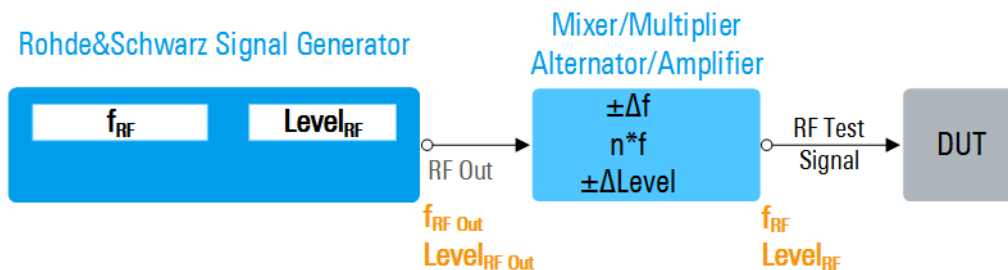 Rohde&Schwarz Signal Generator
Mixer/Multiplier
Alternator/Amplifier
fRF
LevelRF
RF Out
±Δf
n*f
±ΔLevel
RF Test
Signal
DUT
fRF Out
LevelRF Out
fRF
LevelRF